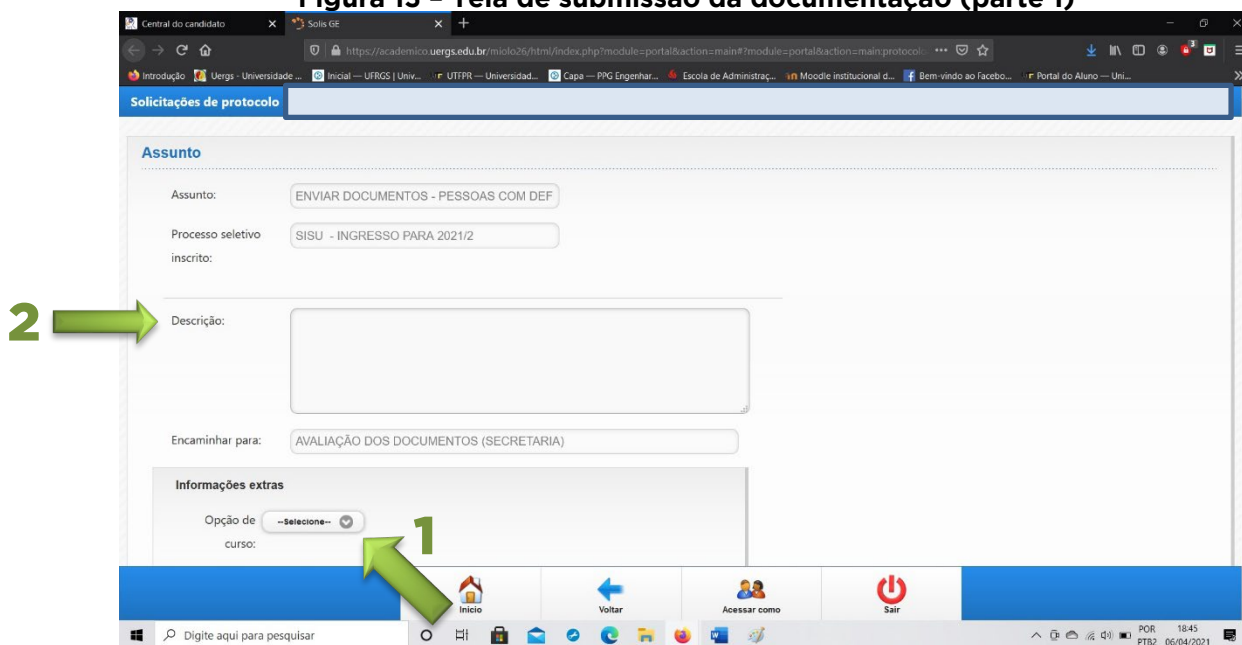 Figura 15 – Tela de submissão da documentação (parte 1)
Central do candidato
Solis GE
https://academico.uergs.edu.br/miolo26/html/index.php?module=portal&action=main#?module=portal&action=main:protocolo
Introdução Uergs - Universidade ... Inicial — UFRGS | Univ... UTFPR — Universidad... Capa — PPG Engenhar... Escola de Administraç... Moodle institucional d... Bem-vindo ao Facebo... Portal do Aluno — Uni...
Solicitações de protocolo
Assunto
Assunto: ENVIAR DOCUMENTOS - PESSOAS COM DEF
Processo seletivo inscrito: SISU - INGRESSO PARA 2021/2
2
Descrição:
Encaminhar para: AVALIAÇÃO DOS DOCUMENTOS (SECRETARIA)
Informações extras
Opção de curso: --Selecione--
1
Início Voltar Acessar como Sair
Digite aqui para pesquisar
POR 18:45
PTB2 06/04/2021
3